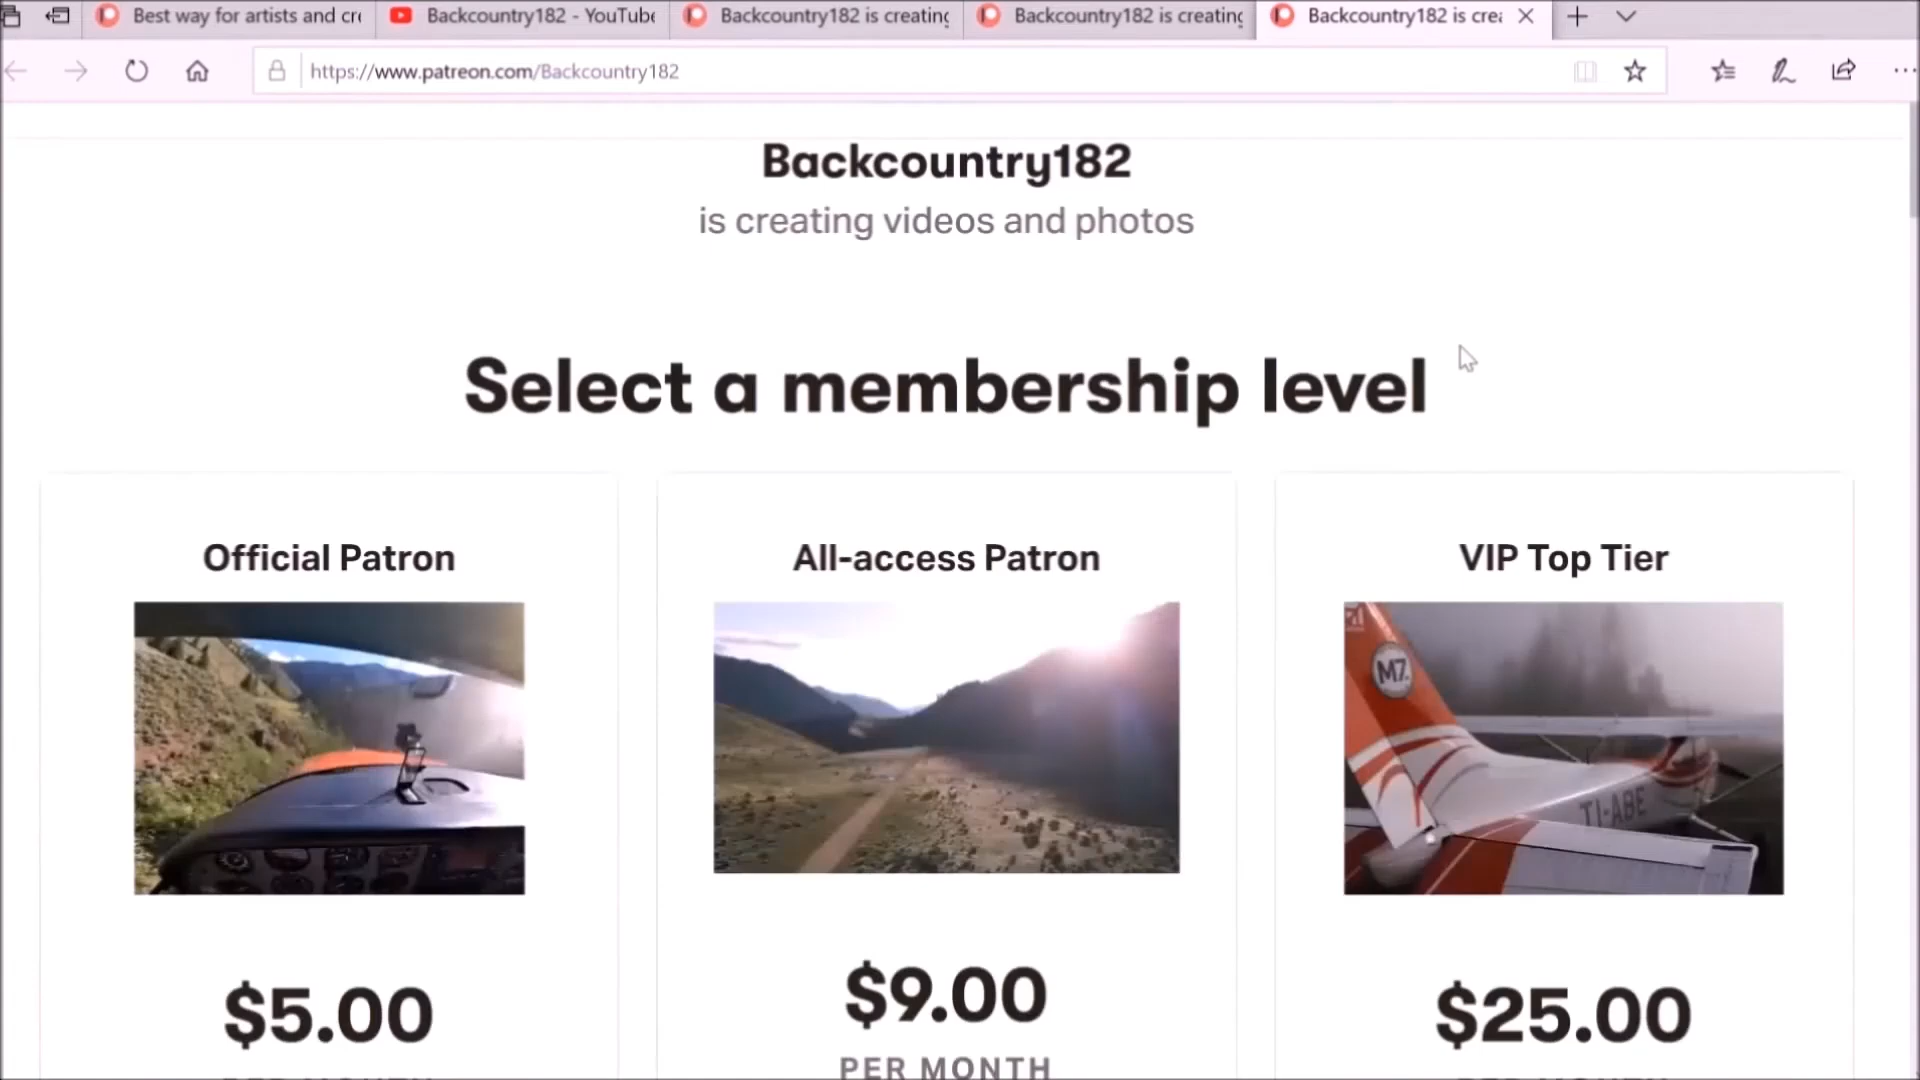 Best way for artists and cre
Backcountry182 - YouTube
Backcountry182 is creating
Backcountry182 is creating
Backcountry182 is crea
https://www.patreon.com/Backcountry182
Backcountry182
is creating videos and photos
Select a membership level
Official Patron
All-access Patron
VIP Top Tier
M7
TI-ABE
$5.00
$9.00
$25.00
PER MONTH